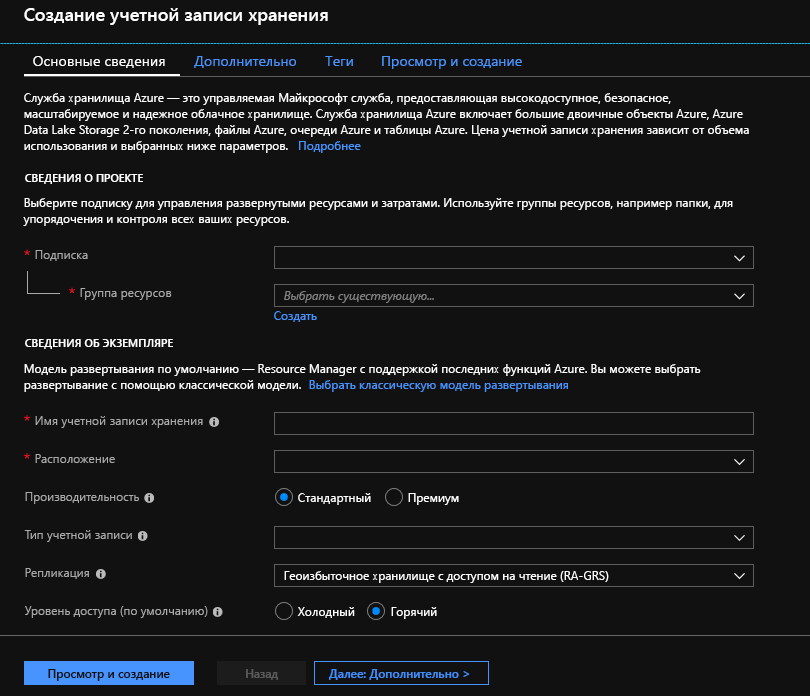 Создание учетной записи хранения
Основные сведения Дополнительно Теги Просмотр и создание
Служба хранилища Azure — это управляемая Майкрософт служба, предоставляющая высокодоступное, безопасное,
масштабируемое и надежное облачное хранилище. Служба хранилища Azure включает большие двоичные объекты Azure, Azure
Data Lake Storage 2-го поколения, файлы Azure, очереди Azure и таблицы Azure. Цена учетной записи хранения зависит от объема
использования и выбранных ниже параметров. Подробнее
СВЕДЕНИЯ О ПРОЕКТЕ
Выберите подписку для управления развернутыми ресурсами и затратами. Используйте группы ресурсов, например папки, для
упорядочения и контроля всех ваших ресурсов.
* Подписка
* Группа ресурсов Выбрать существующую...
Создать
СВЕДЕНИЯ ОБ ЭКЗЕМПЛЯРЕ
Модель развертывания по умолчанию — Resource Manager с поддержкой последних функций Azure. Вы можете выбрать
развертывание с помощью классической модели. Выбрать классическую модель развертывания
* Имя учетной записи хранения
* Расположение
Производительность Стандартный Премиум
Тип учетной записи
Репликация Геоизбыточное хранилище с доступом на чтение (RA-GRS)
Уровень доступа (по умолчанию) Холодный Горячий
Просмотр и создание Назад Далее: Дополнительно >